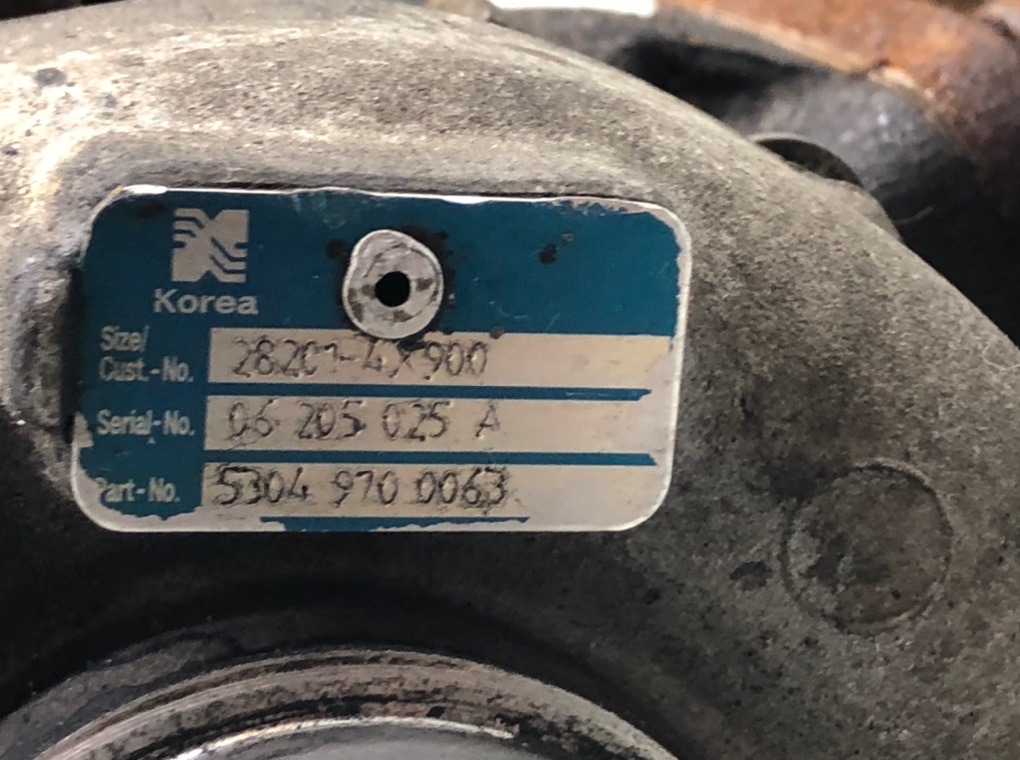 Korea
Size/
Cust.-No. 28201-4X900
Serial-No. 06 205 025 A
Part-No. 5304 970 0063